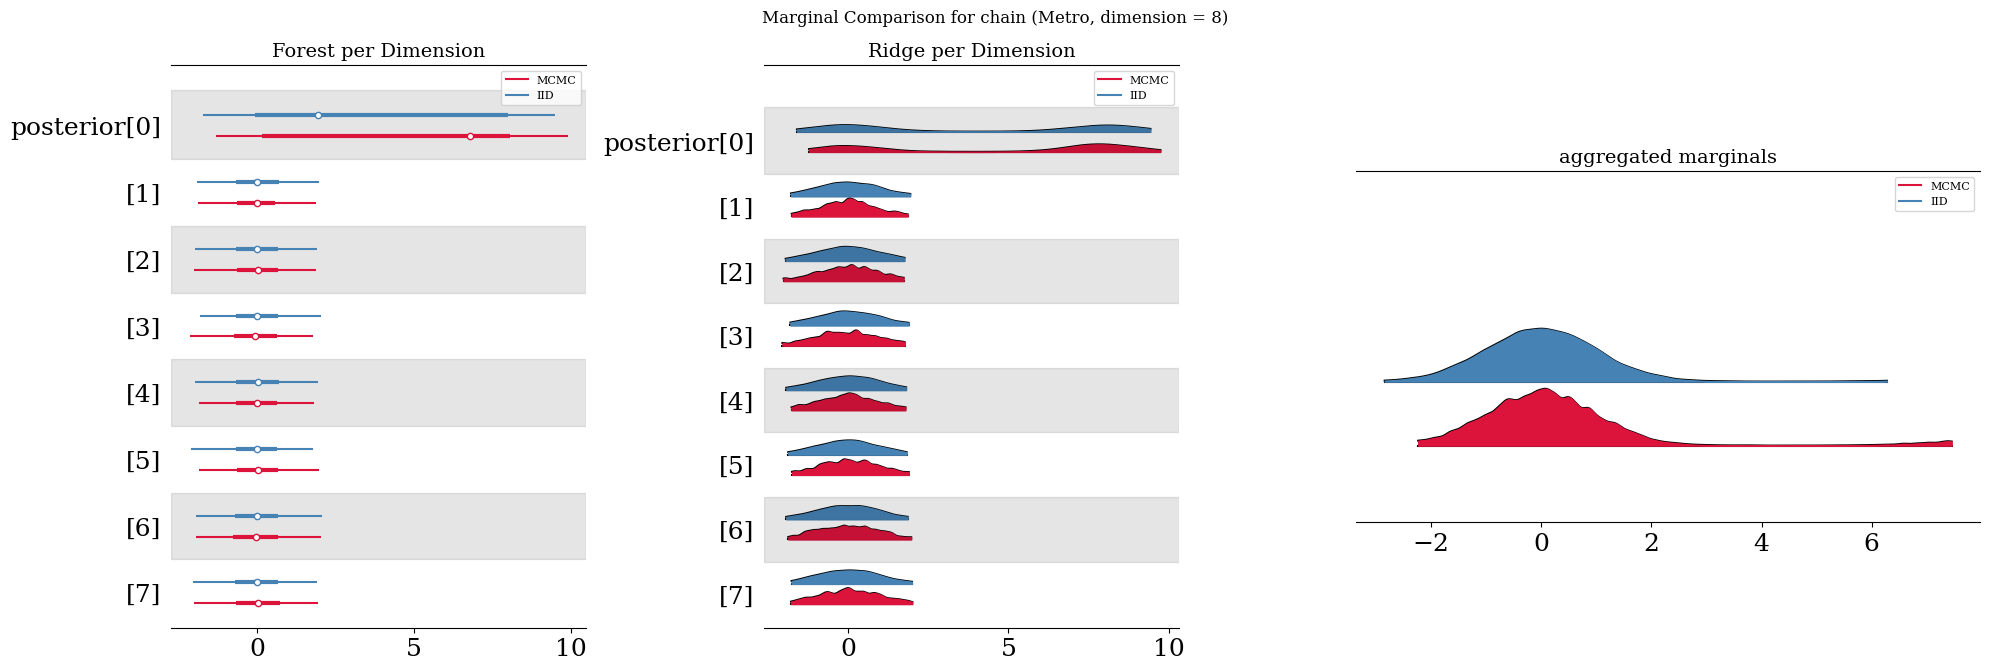 Marginal Comparison for chain (Metro, dimension = 8)
Forest per Dimension
MCMC
IID
posterior[0]
[1]
[2]
[3]
[4]
[5]
[6]
[7]
0 5 10
Ridge per Dimension
MCMC
IID
posterior[0]
[1]
[2]
[3]
[4]
[5]
[6]
[7]
0 5 10
aggregated marginals
MCMC
IID
−2 0 2 4 6